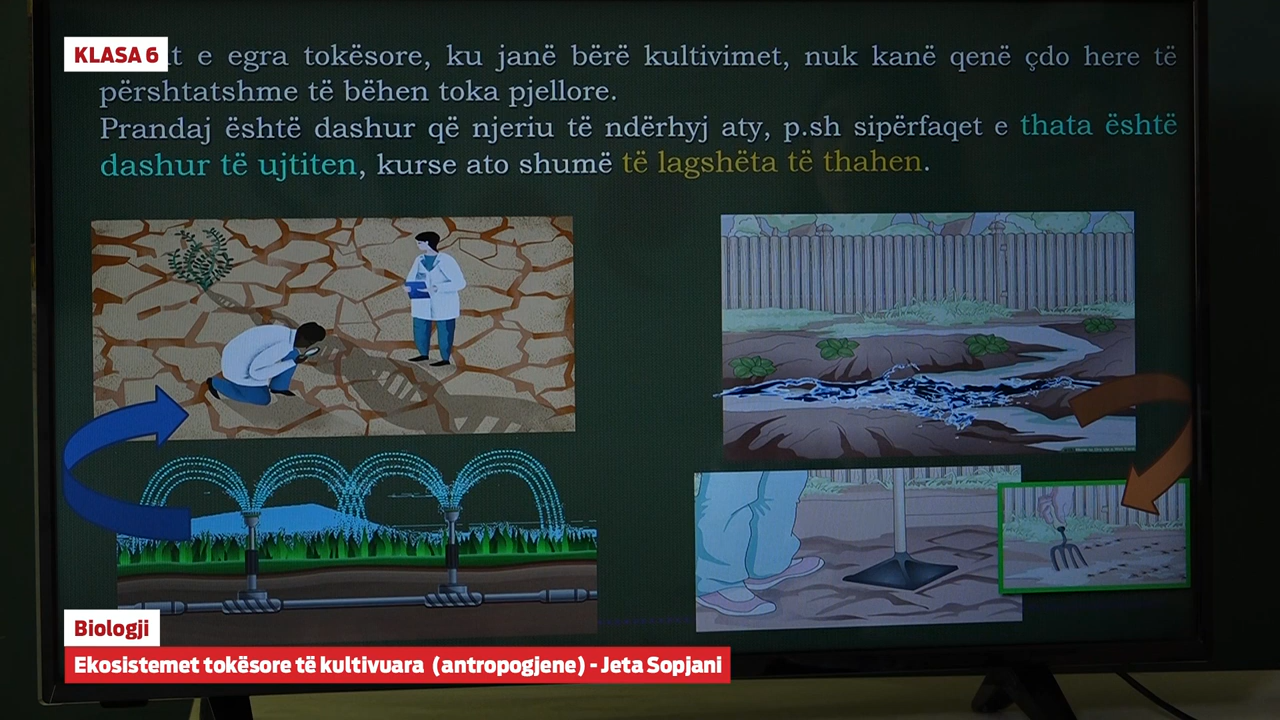 KLASA 6
e egra tokësore, ku janë bërë kultivimet, nuk kanë qenë çdo here të
përshtatshme të bëhen toka pjellore.
Prandaj është dashur që njeriu të ndërhyj aty, p.sh sipërfaqet e thata është
dashur të ujtiten, kurse ato shumë të lagshëta të thahen.
Biologji
Ekosistemet tokësore të kultivuara (antropogjene) - Jeta Sopjani